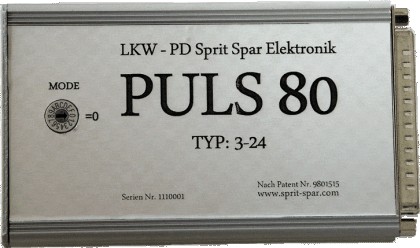 LKW - PD Sprit Spar Elektronik
PULS 80
MODE
=0
TYP: 3-24
Serien Nr. 1110001
Nach Patent Nr. 9801515
www.sprit-spar.com